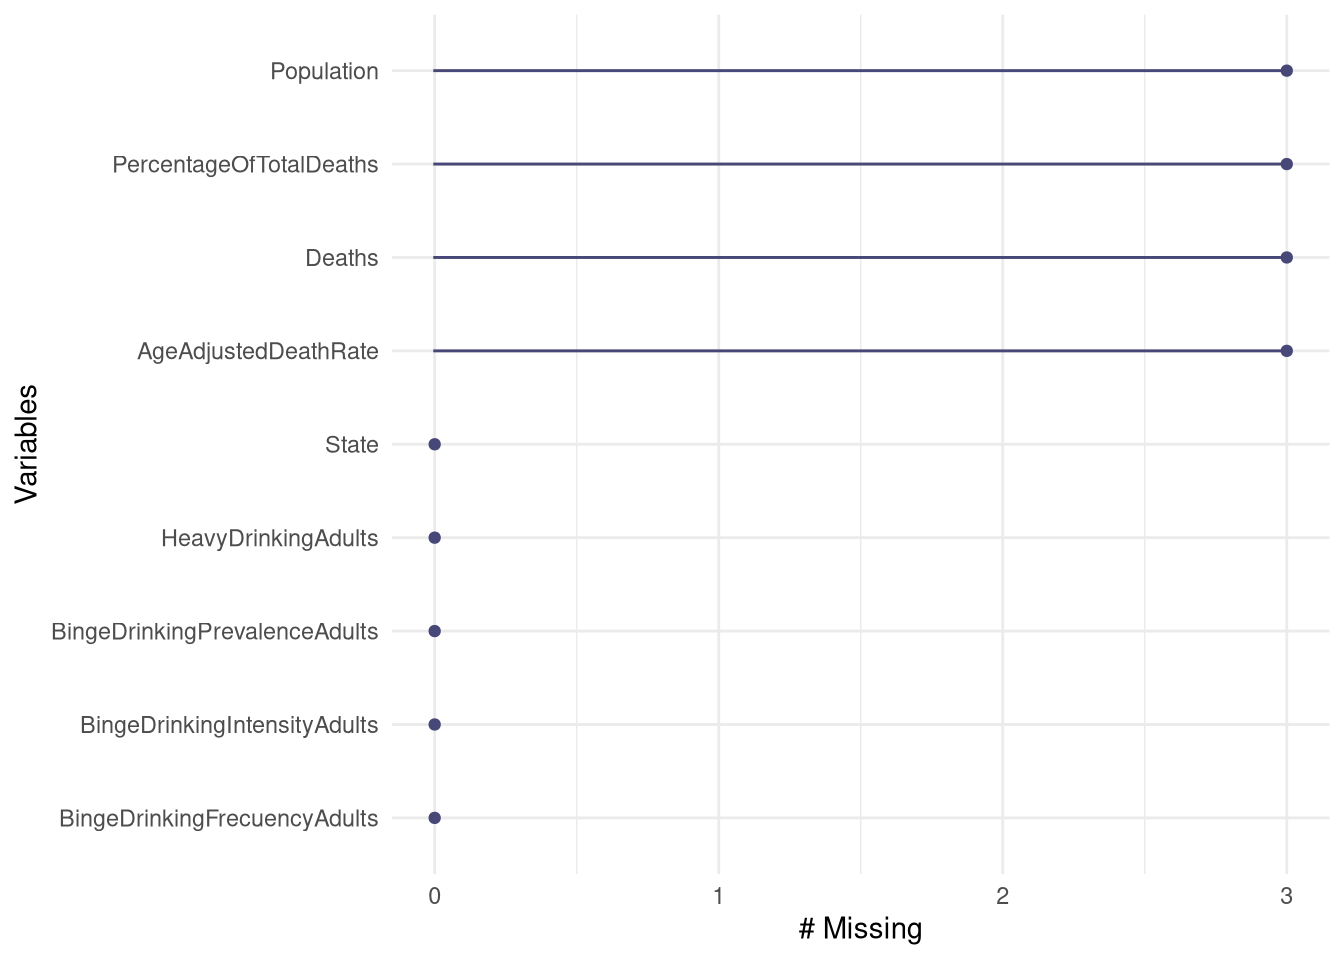 Population
PercentageOfTotalDeaths
Deaths
AgeAdjustedDeathRate
State
HeavyDrinkingAdults
BingeDrinkingPrevalenceAdults
BingeDrinkingIntensityAdults
BingeDrinkingFrecuencyAdults
Variables
0 1 2 3
# Missing